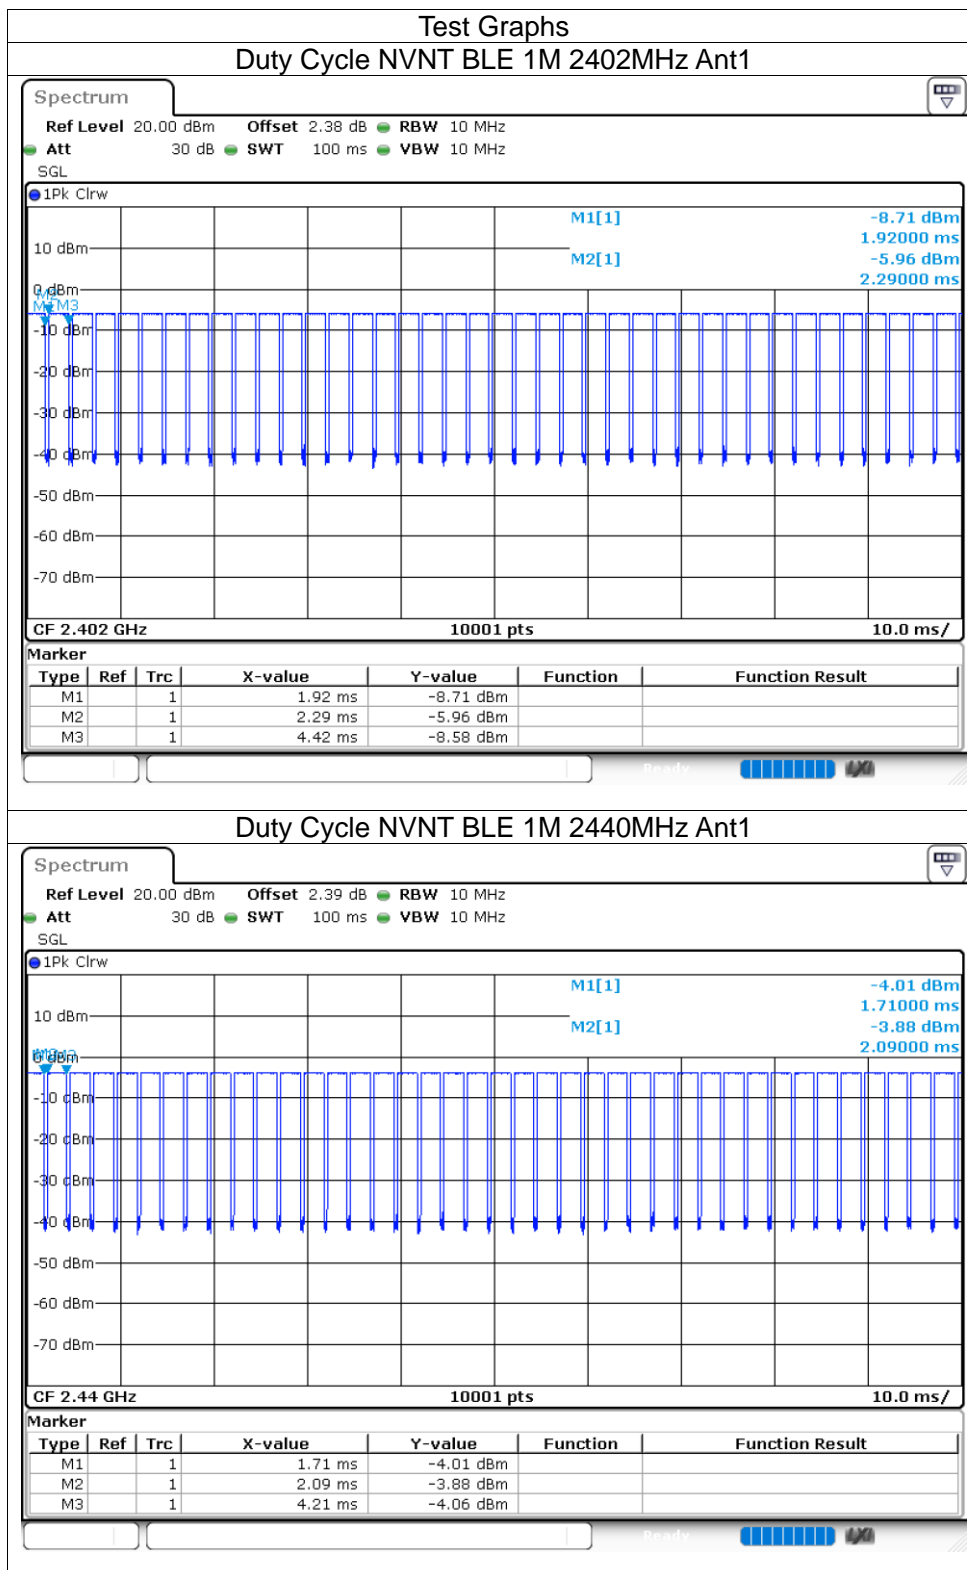 Test Graphs
Duty Cycle NVNT BLE 1M 2402MHz Ant1
Spectrum
Ref Level 20.00 dBm Offset 2.38 dB RBW 10 MHz
Att 30 dB SWT 100 ms VBW 10 MHz
SGL
1Pk Clrw
M1[1] -8.71 dBm
1.92000 ms
10 dBm
M2[1] -5.96 dBm
2.29000 ms
0 dBm
M2
M1 M3
-10 dBm
-20 dBm
-30 dBm
-40 dBm
-50 dBm
-60 dBm
-70 dBm
CF 2.402 GHz 10001 pts 10.0 ms/
Marker
Type Ref Trc X-value Y-value Function Function Result
M1 1 1.92 ms -8.71 dBm
M2 1 2.29 ms -5.96 dBm
M3 1 4.42 ms -8.58 dBm
Ready
Duty Cycle NVNT BLE 1M 2440MHz Ant1
Spectrum
Ref Level 20.00 dBm Offset 2.39 dB RBW 10 MHz
Att 30 dB SWT 100 ms VBW 10 MHz
SGL
1Pk Clrw
M1[1] -4.01 dBm
1.71000 ms
10 dBm
M2[1] -3.88 dBm
2.09000 ms
0 dBm
-10 dBm
-20 dBm
-30 dBm
-40 dBm
-50 dBm
-60 dBm
-70 dBm
CF 2.44 GHz 10001 pts 10.0 ms/
Marker
Type Ref Trc X-value Y-value Function Function Result
M1 1 1.71 ms -4.01 dBm
M2 1 2.09 ms -3.88 dBm
M3 1 4.21 ms -4.06 dBm
Ready